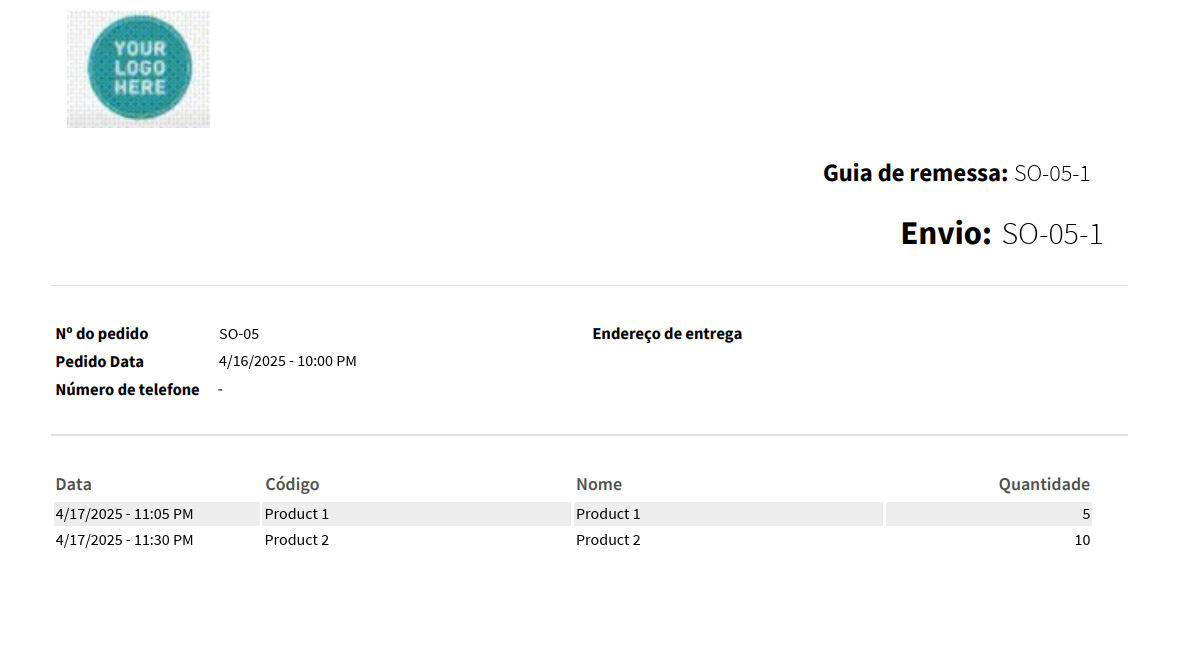 YOUR
LOGO
HERE
Guia de remessa: SO-05-1
Envio: SO-05-1
Nº do pedido SO-05 Endereço de entrega
Pedido Data 4/16/2025 - 10:00 PM
Número de telefone -
Data Código Nome Quantidade
4/17/2025 - 11:05 PM Product 1 Product 1 5
4/17/2025 - 11:30 PM Product 2 Product 2 10